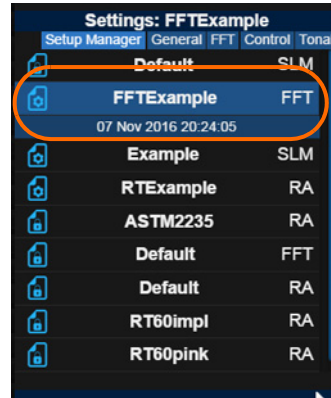 Settings: FFTExample
Setup Manager General FFT Control Tona
Default SLM
FFTExample FFT
07 Nov 2016 20:24:05
Example SLM
RTExample RA
ASTM2235 RA
Default FFT
Default RA
RT60impl RA
RT60pink RA